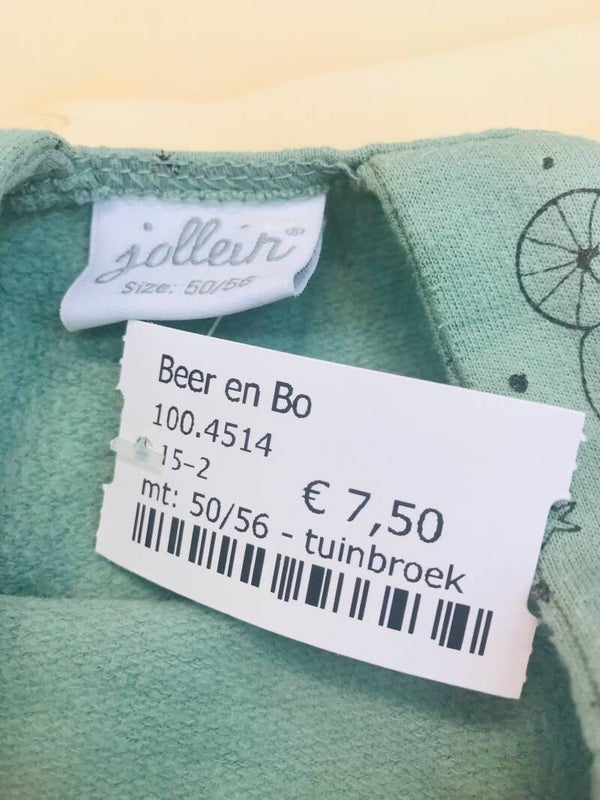 jollein®
Size: 50/56
Beer en Bo
100.4514
15-2
€ 7,50
mt: 50/56 - tuinbroek